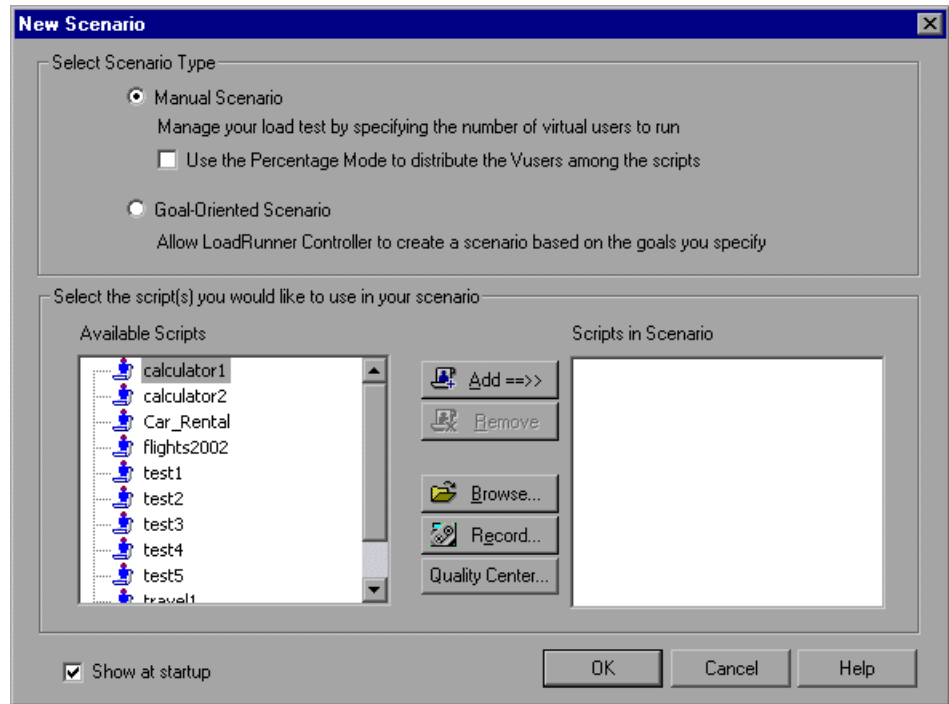 New Scenario
Select Scenario Type
Manual Scenario
Manage your load test by specifying the number of virtual users to run
Use the Percentage Mode to distribute the Vusers among the scripts
Goal-Oriented Scenario
Allow LoadRunner Controller to create a scenario based on the goals you specify
Select the script(s) you would like to use in your scenario
Available Scripts
calculator1
calculator2
Car_Rental
flights2002
test1
test2
test3
test4
test5
travel1
Add ==>>
Remove
Browse...
Record...
Quality Center...
Scripts in Scenario
Show at startup
OK
Cancel
Help